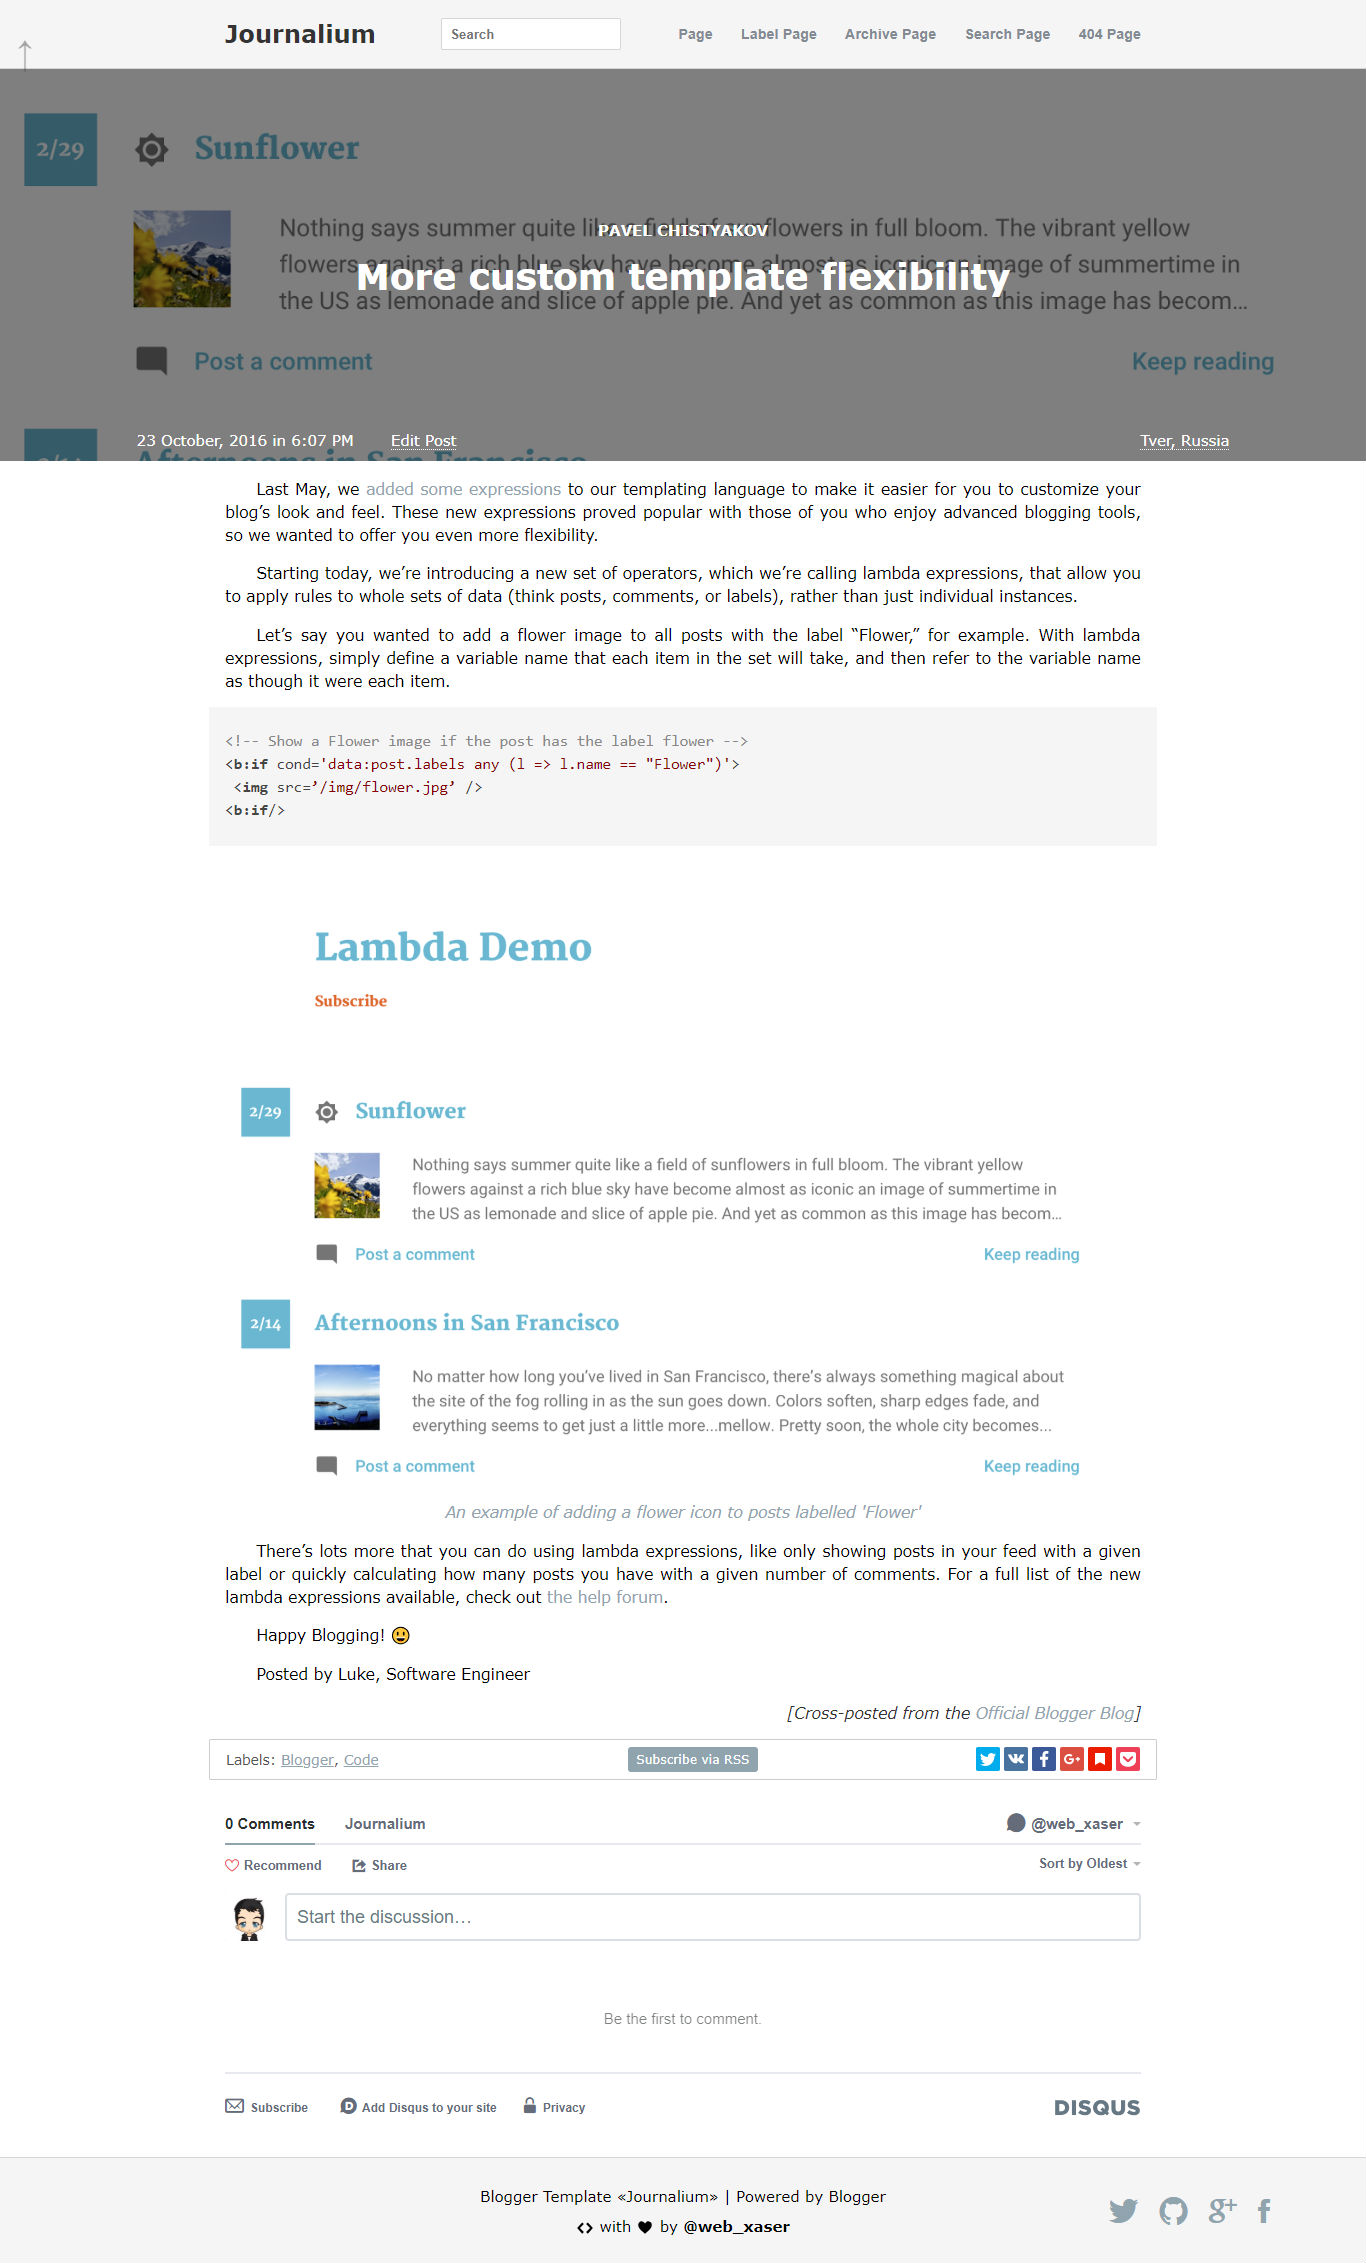 Journalium
Search
Page Label Page Archive Page Search Page 404 Page
↑
2/29
Sunflower
Nothing says summer quite like a field of sunflowers in full bloom. The vibrant yellow
PAVEL CHISTYAKOV
flowers against a rich blue sky have become almost as iconic an image of summertime in
More custom template flexibility
the US as lemonade and slice of apple pie. And yet as common as this image has becom...
Post a comment Keep reading
23 October, 2016 in 6:07 PM Edit Post Tver, Russia
2/14 Afternoons in San Francisco
Last May, we added some expressions to our templating language to make it easier for you to customize your
blog’s look and feel. These new expressions proved popular with those of you who enjoy advanced blogging tools,
so we wanted to offer you even more flexibility.
Starting today, we’re introducing a new set of operators, which we’re calling lambda expressions, that allow you
to apply rules to whole sets of data (think posts, comments, or labels), rather than just individual instances.
Let’s say you wanted to add a flower image to all posts with the label “Flower,” for example. With lambda
expressions, simply define a variable name that each item in the set will take, and then refer to the variable name
as though it were each item.
<!-- Show a Flower image if the post has the label flower -->
<b:if cond='data:post.labels any (l => l.name == "Flower")'>
<img src=’/img/flower.jpg’ />
<b:if/>
Lambda Demo
Subscribe
2/29 Sunflower
Nothing says summer quite like a field of sunflowers in full bloom. The vibrant yellow
flowers against a rich blue sky have become almost as iconic an image of summertime in
the US as lemonade and slice of apple pie. And yet as common as this image has becom...
Post a comment Keep reading
2/14 Afternoons in San Francisco
No matter how long you’ve lived in San Francisco, there’s always something magical about
the site of the fog rolling in as the sun goes down. Colors soften, sharp edges fade, and
everything seems to get just a little more...mellow. Pretty soon, the whole city becomes...
Post a comment Keep reading
An example of adding a flower icon to posts labelled 'Flower'
There’s lots more that you can do using lambda expressions, like only showing posts in your feed with a given
label or quickly calculating how many posts you have with a given number of comments. For a full list of the new
lambda expressions available, check out the help forum.
Happy Blogging! 😃
Posted by Luke, Software Engineer
[Cross-posted from the Official Blogger Blog]
Labels: Blogger, Code Subscribe via RSS
0 Comments Journalium @web_xaser
Recommend Share Sort by Oldest
Start the discussion…
Be the first to comment.
Subscribe Add Disqus to your site Privacy DISQUS
Blogger Template «Journalium» | Powered by Blogger
<> with ♥ by @web_xaser